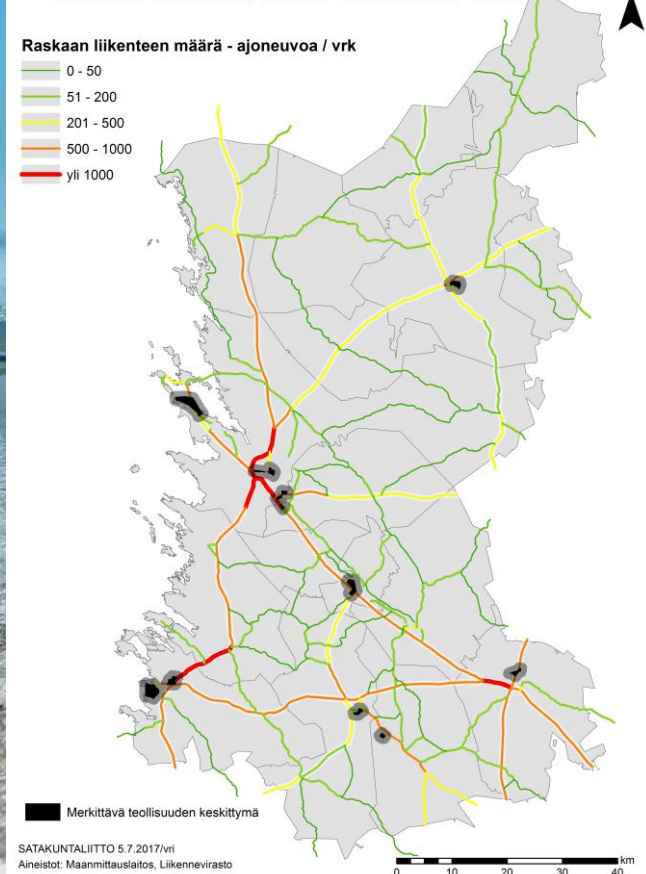 Raskaan liikenteen määrä - ajoneuvoa / vrk
0 - 50
51 - 200
201 - 500
500 - 1000
yli 1000
Merkittävä teollisuuden keskittymä
SATAKUNTALIITTO 5.7.2017/vri
Aineistot: Maanmittauslaitos, Liikennevirasto
km
0 10 20 30 40